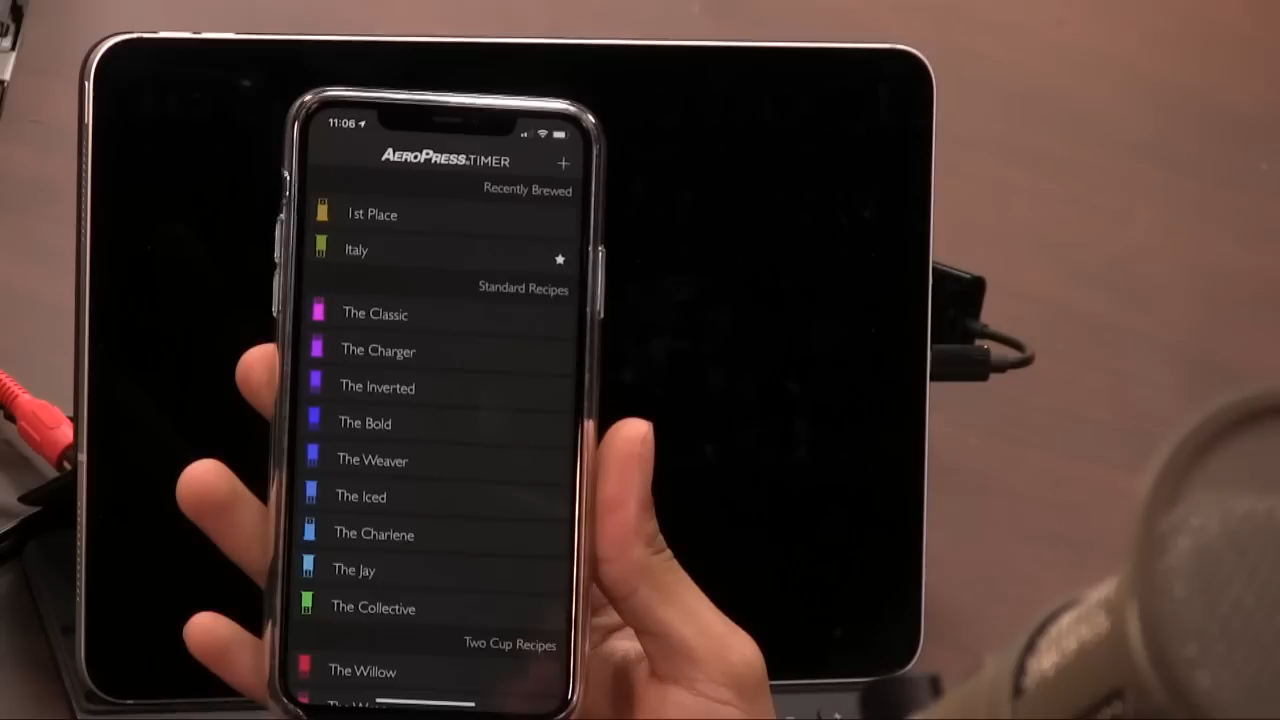 11:06
AEROPRESS TIMER
+
Recently Brewed
1st Place
Italy
Standard Recipes
The Classic
The Charger
The Inverted
The Bold
The Weaver
The Iced
The Charlene
The Jay
The Collective
Two Cup Recipes
The Willow
The